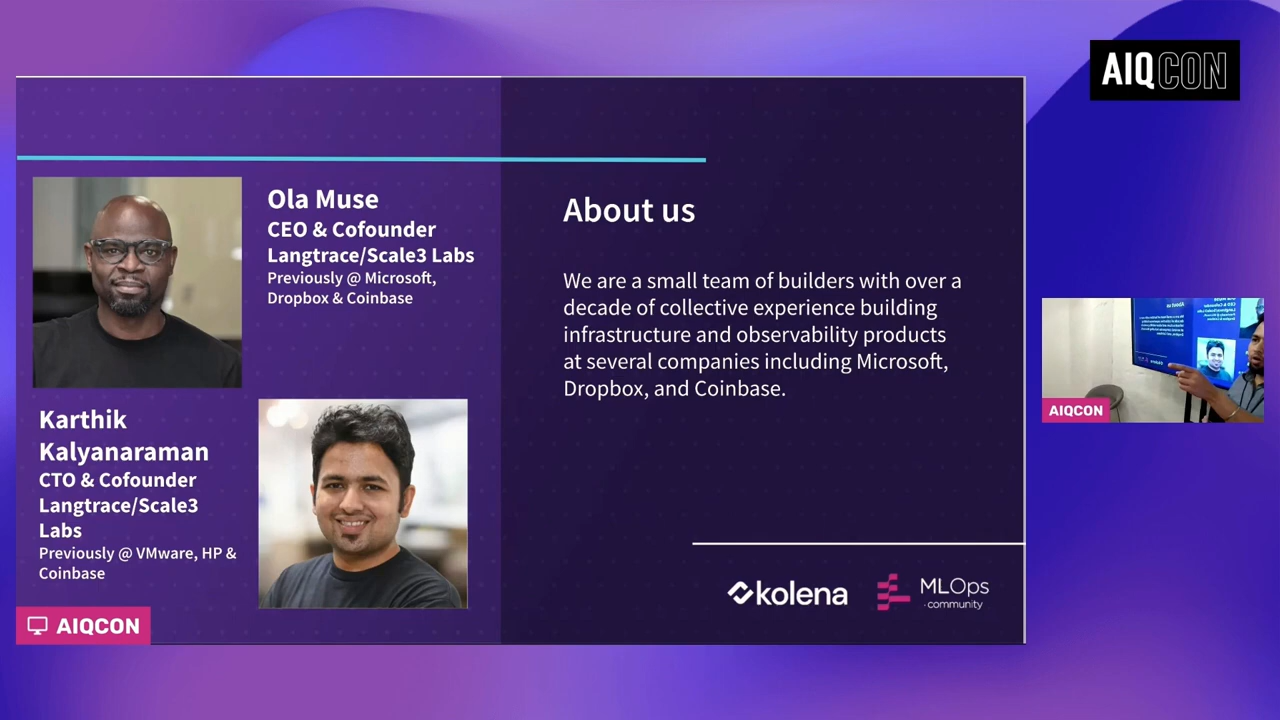 AIQCON
Ola Muse
CEO & Cofounder
Langtrace/Scale3 Labs
Previously @ Microsoft,
Dropbox & Coinbase
Karthik
Kalyanaraman
CTO & Cofounder
Langtrace/Scale3
Labs
Previously @ VMware, HP &
Coinbase
AIQCON
About us
We are a small team of builders with over a
decade of collective experience building
infrastructure and observability products
at several companies including Microsoft,
Dropbox, and Coinbase.
kolena
MLOps
community
AIQCON